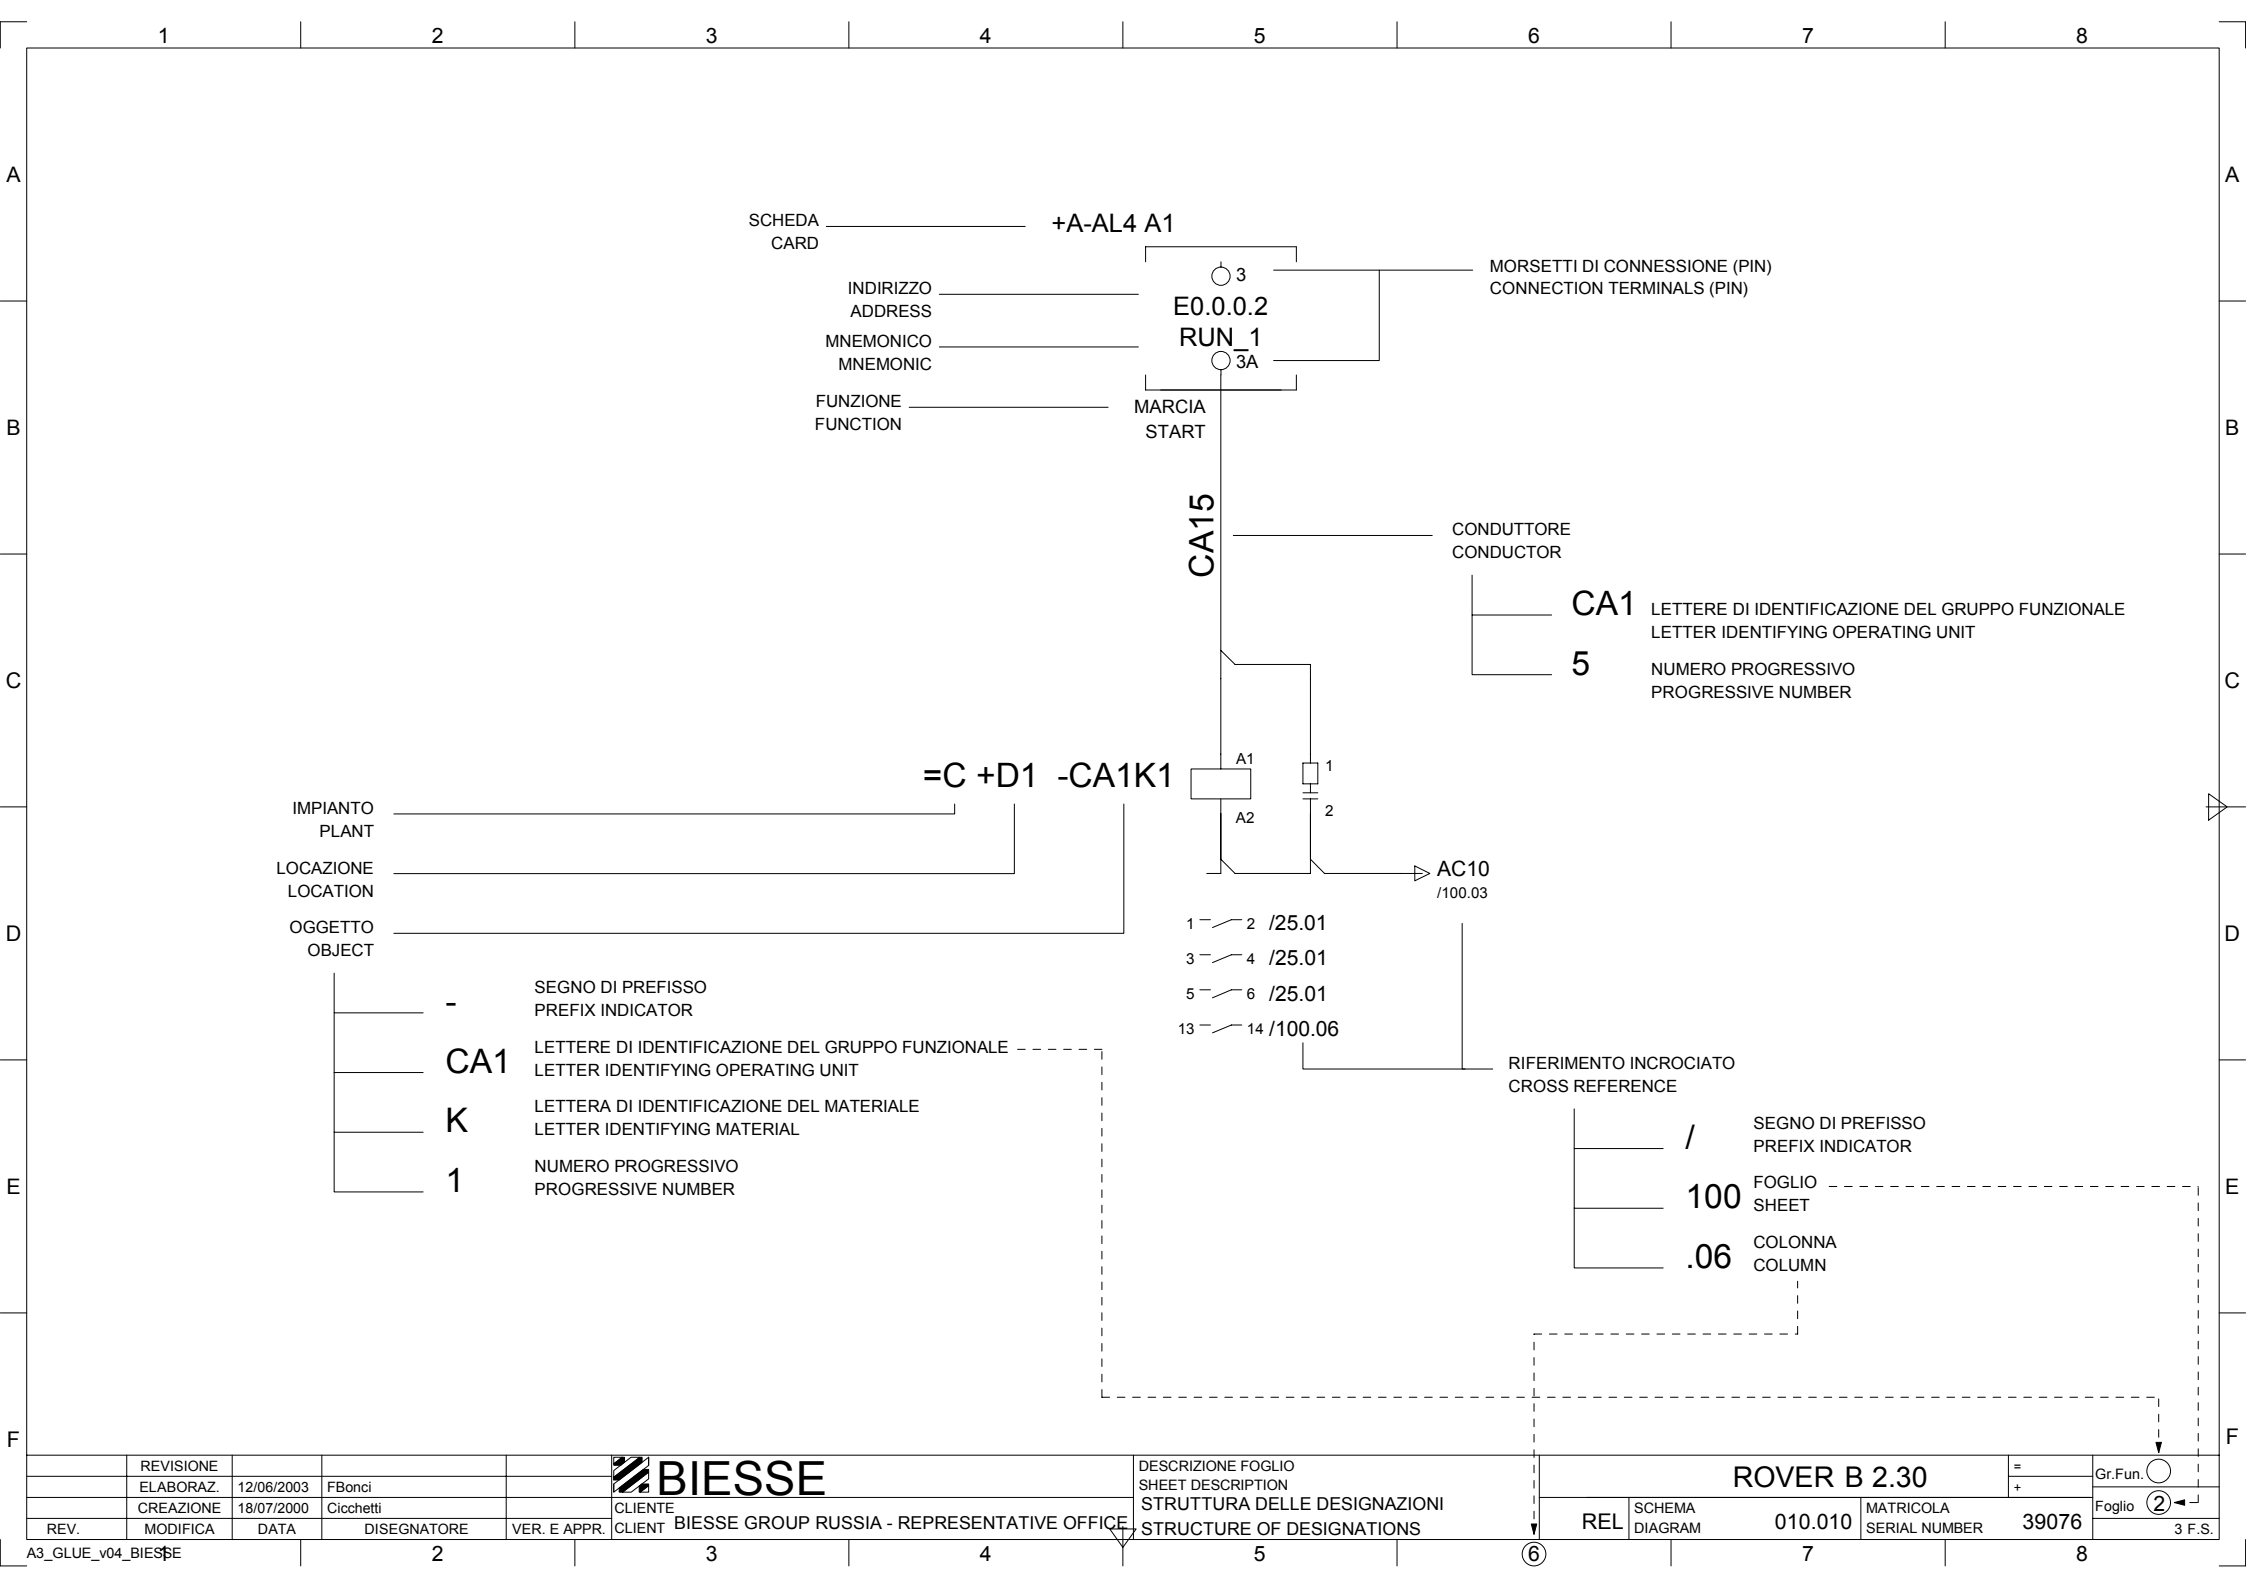 1 2 3 4 5 6 7 8
A A
SCHEDA
CARD
+A-AL4 A1
3
MORSETTI DI CONNESSIONE (PIN)
CONNECTION TERMINALS (PIN)
INDIRIZZO
ADDRESS
E0.0.0.2
MNEMONICO
MNEMONIC
RUN_1
3A
FUNZIONE
FUNCTION
MARCIA
START
B B
CA15
CONDUTTORE
CONDUCTOR
CA1 LETTERE DI IDENTIFICAZIONE DEL GRUPPO FUNZIONALE
LETTER IDENTIFYING OPERATING UNIT
5 NUMERO PROGRESSIVO
PROGRESSIVE NUMBER
C C
=C +D1 -CA1K1
A1
A2
1
2
IMPIANTO
PLANT
LOCAZIONE
LOCATION
OGGETTO
OBJECT
AC10
/100.03
D D
1 2 /25.01
3 4 /25.01
5 6 /25.01
13 14 /100.06
- SEGNO DI PREFISSO
PREFIX INDICATOR
CA1 LETTERE DI IDENTIFICAZIONE DEL GRUPPO FUNZIONALE
LETTER IDENTIFYING OPERATING UNIT
K LETTERA DI IDENTIFICAZIONE DEL MATERIALE
LETTER IDENTIFYING MATERIAL
1 NUMERO PROGRESSIVO
PROGRESSIVE NUMBER
RIFERIMENTO INCROCIATO
CROSS REFERENCE
/ SEGNO DI PREFISSO
PREFIX INDICATOR
100 FOGLIO
SHEET
.06 COLONNA
COLUMN
E E
F F
REVISIONE
ELABORAZ. 12/06/2003 FBonci
CREAZIONE 18/07/2000 Cicchetti
REV. MODIFICA DATA DISEGNATORE VER. E APPR.
BIESSE
CLIENTE
CLIENT BIESSE GROUP RUSSIA - REPRESENTATIVE OFFICE
DESCRIZIONE FOGLIO
SHEET DESCRIPTION
STRUTTURA DELLE DESIGNAZIONI
STRUCTURE OF DESIGNATIONS
ROVER B 2.30
REL SCHEMA
DIAGRAM 010.010
MATRICOLA
SERIAL NUMBER 39076
=
+
Gr.Fun.
Foglio 2
3 F.S.
A3_GLUE_v04_BIESSE
1 2 3 4 5 6 7 8